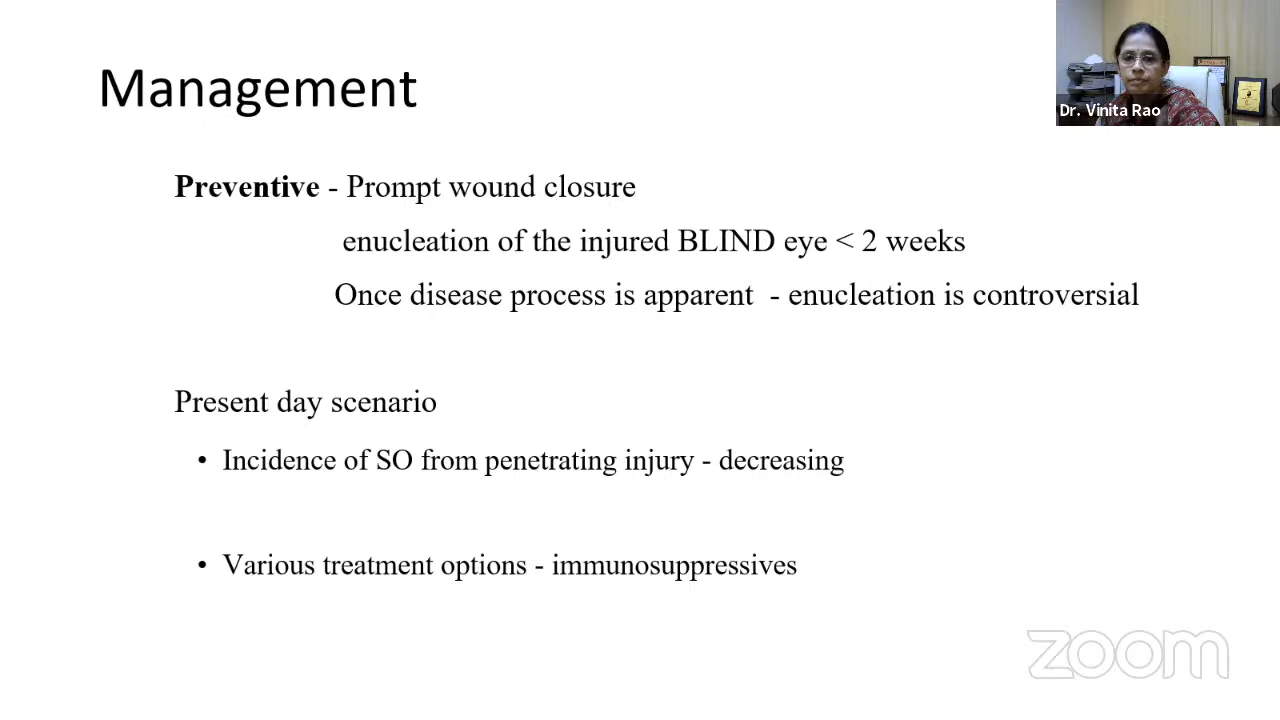 Management
Dr. Vinita Rao
Preventive - Prompt wound closure
enucleation of the injured BLIND eye < 2 weeks
Once disease process is apparent - enucleation is controversial
Present day scenario
• Incidence of SO from penetrating injury - decreasing
• Various treatment options - immunosuppressives
zoom